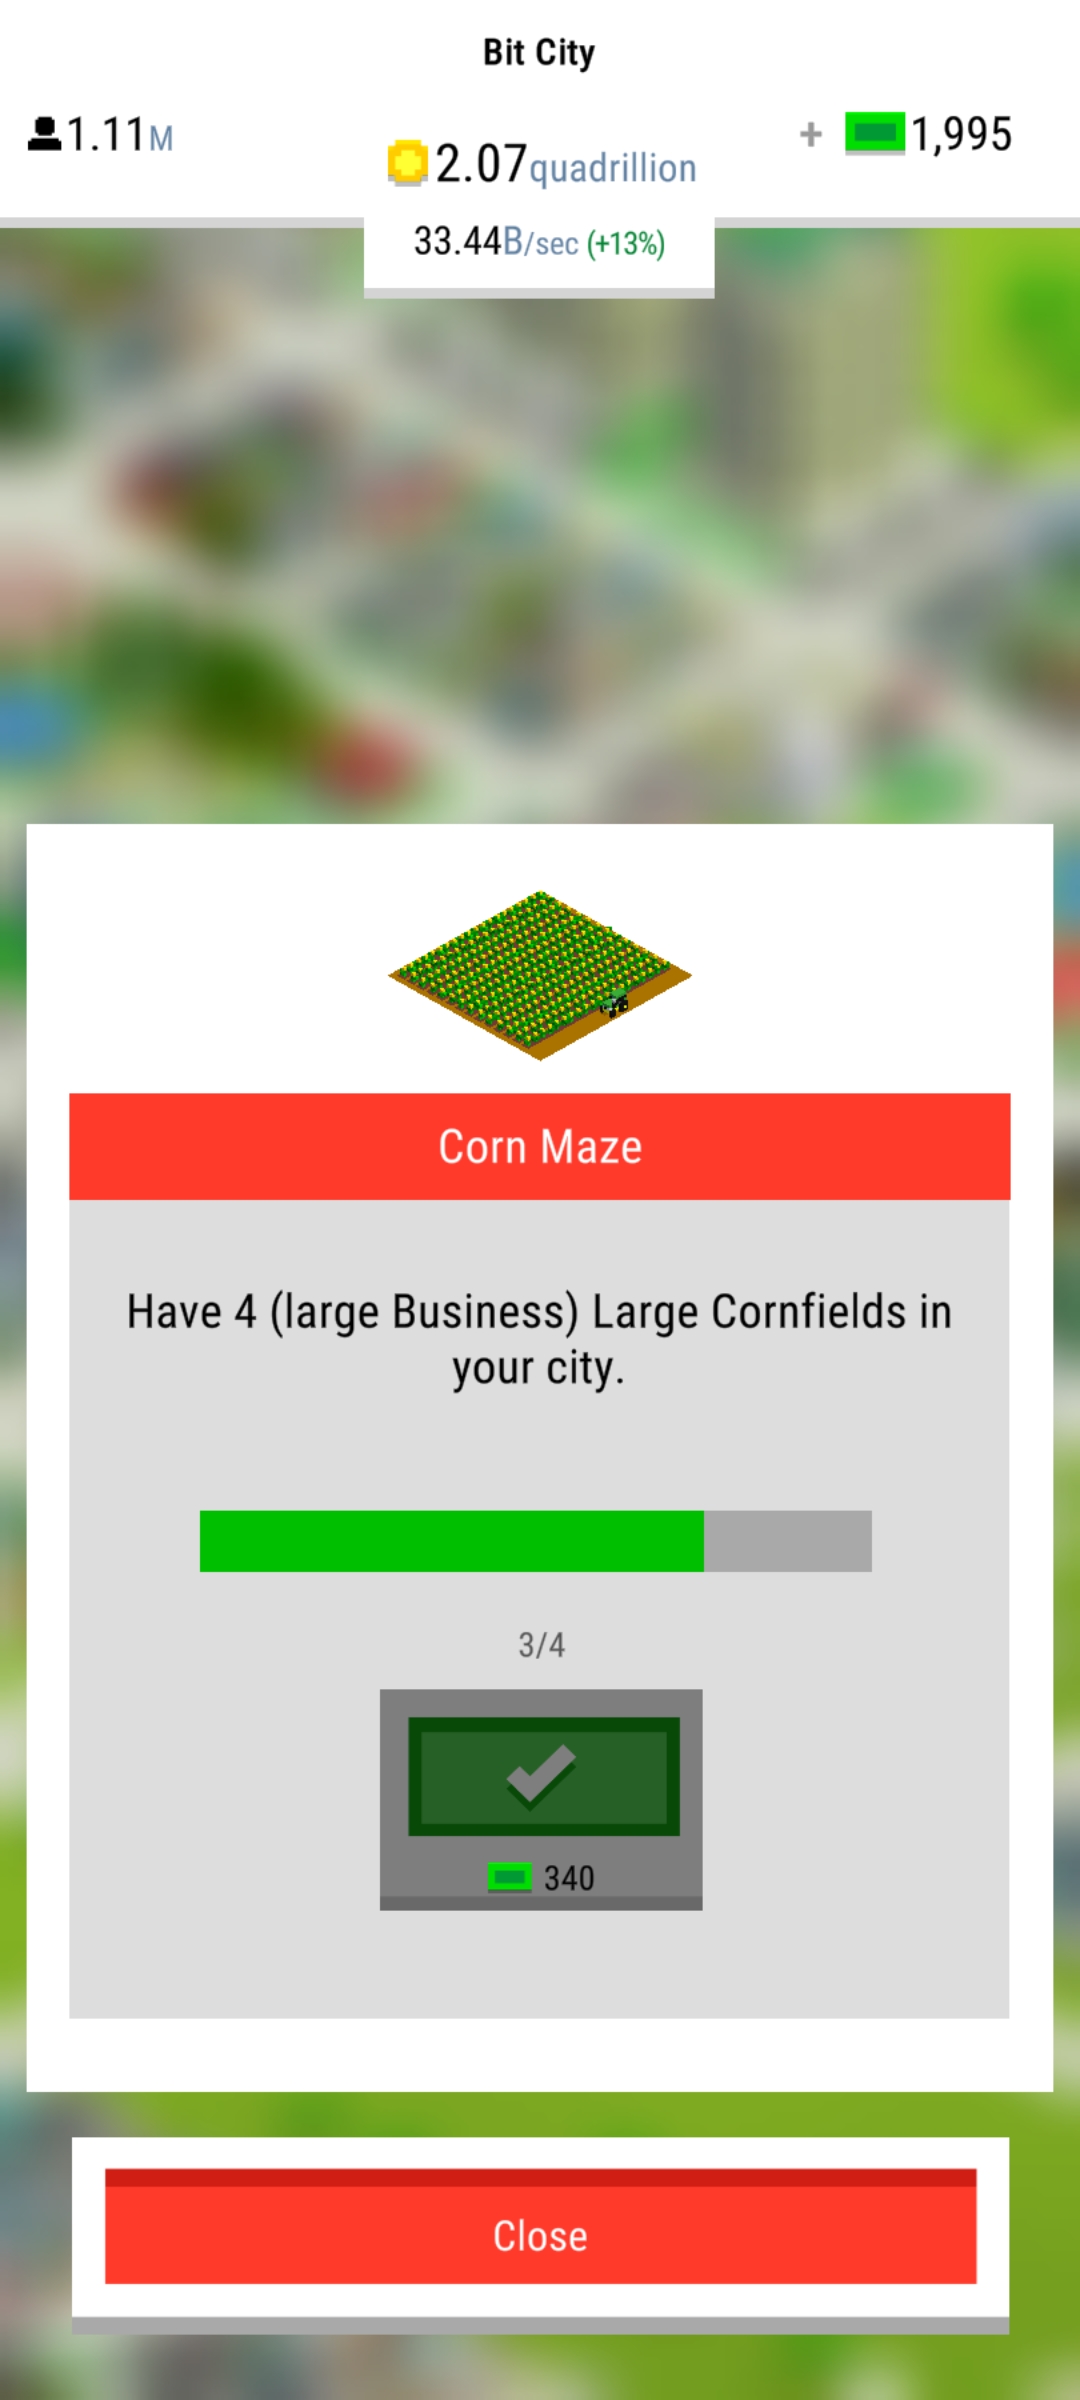 Bit City
1.11M
2.07quadrillion
+ 1,995
33.44B/sec (+13%)
Corn Maze
Have 4 (large Business) Large Cornfields in
your city.
3/4
340
Close